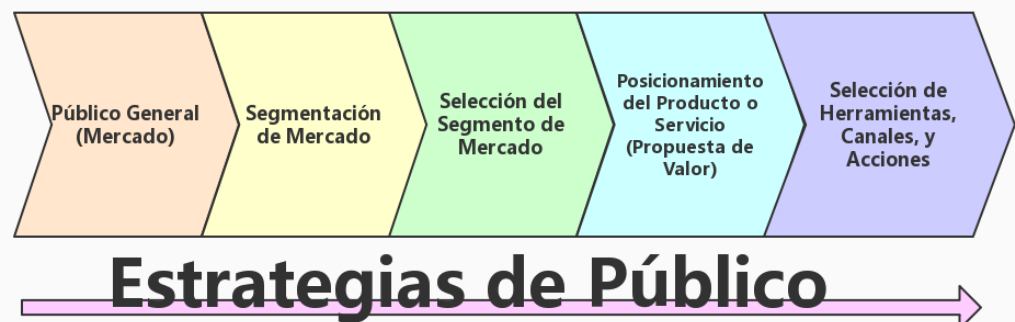 Público General
(Mercado)
Segmentación
de Mercado
Selección del
Segmento de
Mercado
Posicionamiento
del Producto o
Servicio
(Propuesta de
Valor)
Selección de
Herramientas,
Canales, y
Acciones
Estrategias de Público